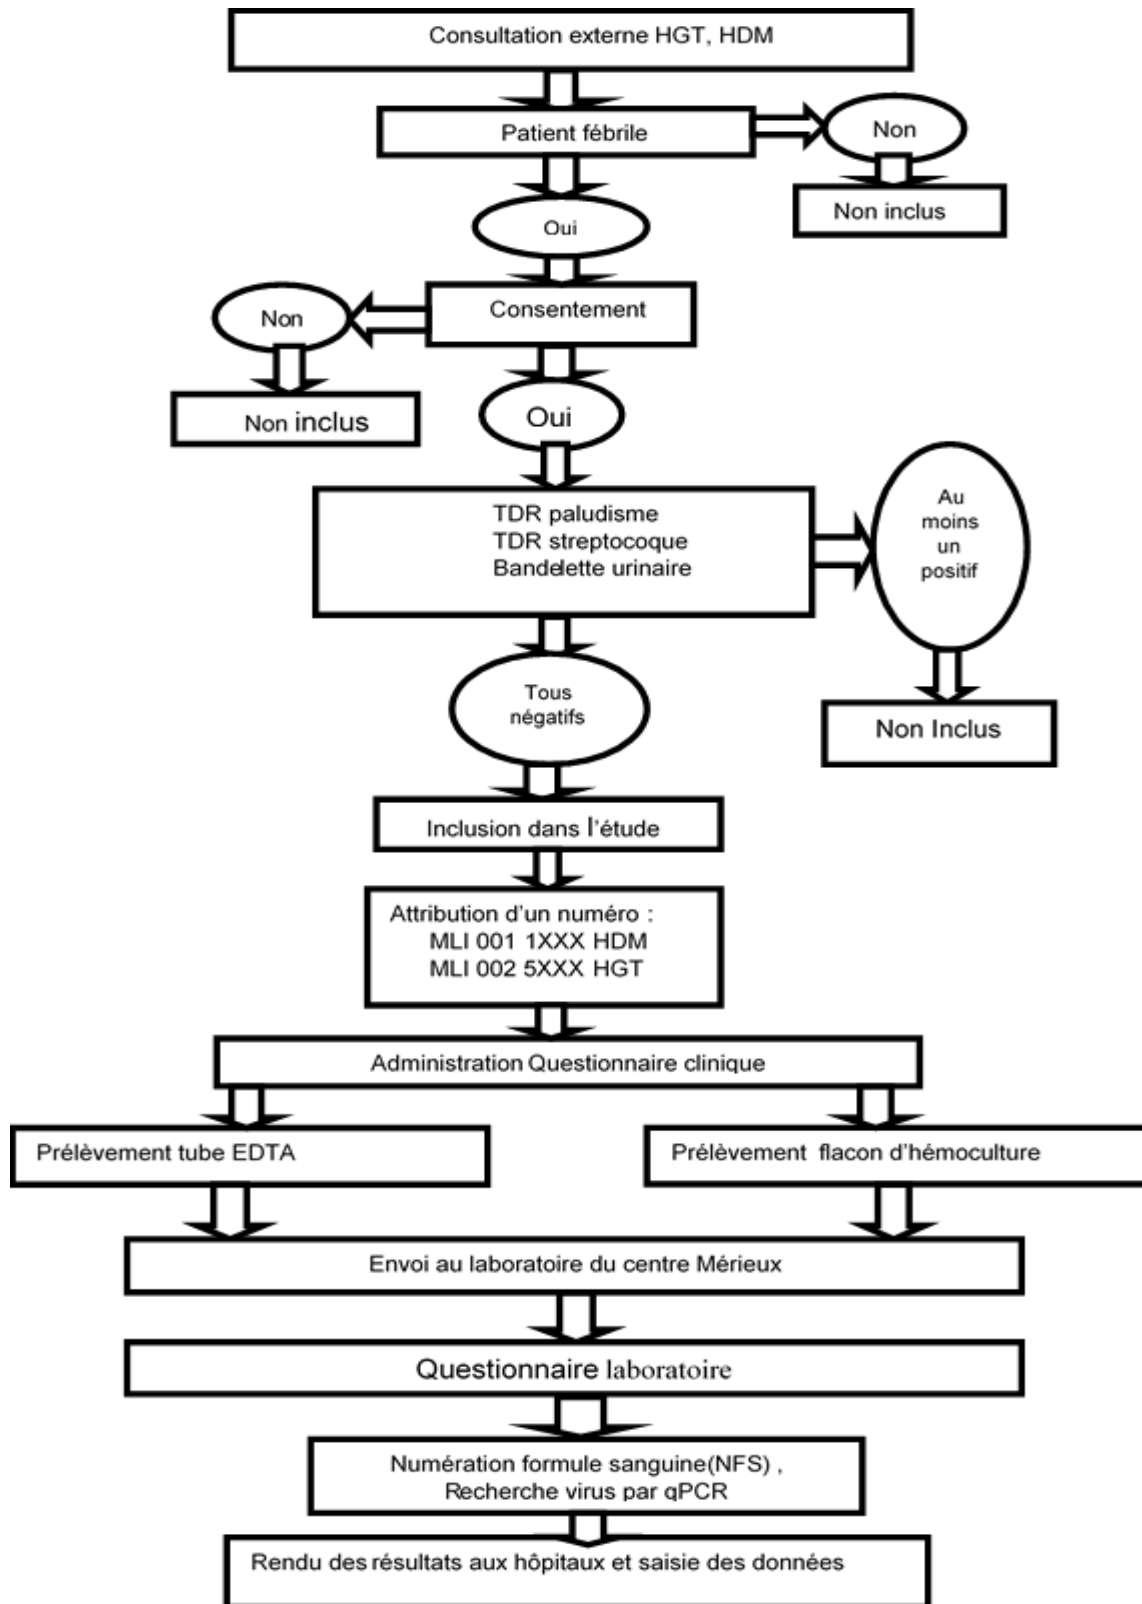 Consultation externe HGT, HDM
Patient fébrile
Non
Non inclus
Oui
Consentement
Non
Non inclus
Oui
TDR paludisme
TDR streptocoque
Bandelette urinaire
Au
moins
un
positif
Tous
négatifs
Non Inclus
Inclusion dans l'étude
Attribution d'un numéro :
MLI 001 1XXX HDM
MLI 002 5XXX HGT
Administration Questionnaire clinique
Prélèvement tube EDTA
Prélèvement flacon d'hémoculture
Envoi au laboratoire du centre Mérieux
Questionnaire laboratoire
Numération formule sanguine(NFS) ,
Recherche virus par qPCR
Rendu des résultats aux hôpitaux et saisie des données